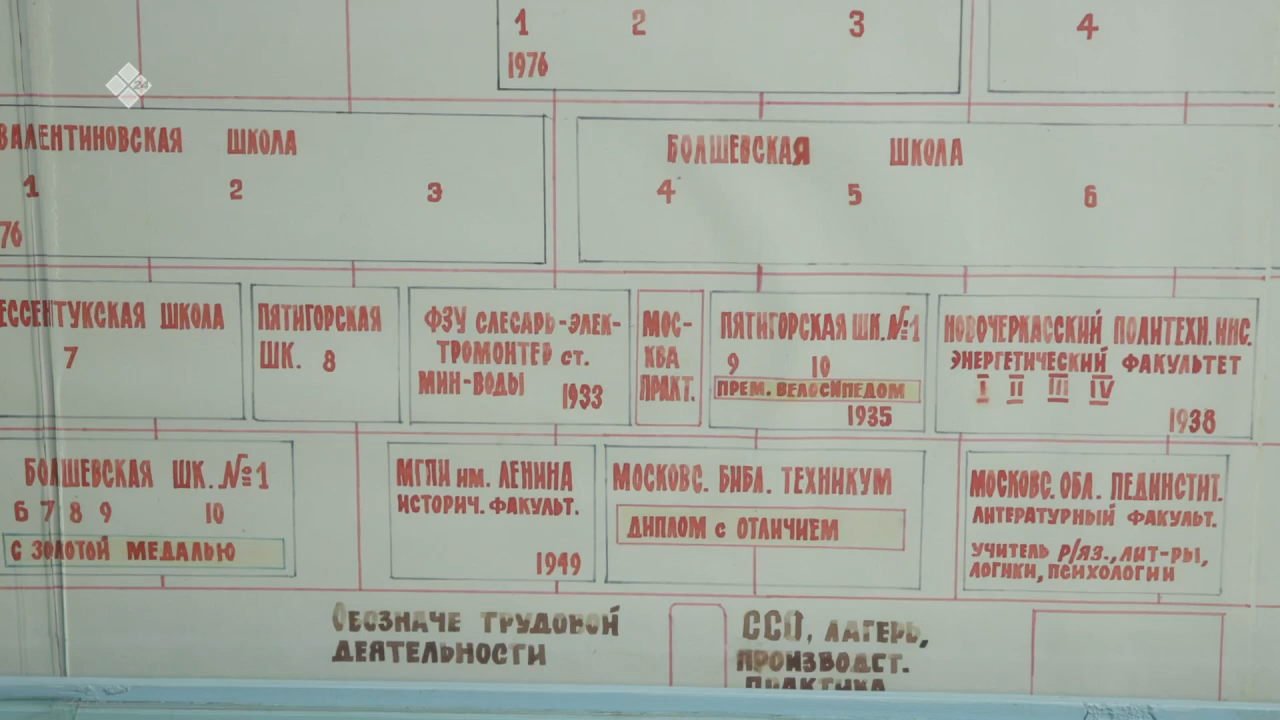 1 2 3 4
1976
24
ВАЛЕНТИНОВСКАЯ ШКОЛА
1 2 3
76
БОЛШЕВСКАЯ ШКОЛА
4 5 6
ЕССЕНТУКСКАЯ ШКОЛА
7
ПЯТИГОРСКАЯ
ШК. 8
ФЗУ СЛЕСАРЬ-ЭЛЕК-
ТРОМОНТЕР СТ.
МИН-ВОДЫ 1933
МОС-
КВА
ПРАКТ.
ПЯТИГОРСКАЯ ШК. №1
9 10
ПРЕМ. ВЕЛОСИПЕДОМ
1935
НОВОЧЕРКАССКИЙ ПОЛИТЕХН. ИНС.
ЭНЕРГЕТИЧЕСКИЙ ФАКУЛЬТЕТ
I II III IV
1938
БОЛШЕВСКАЯ ШК. №1
6 7 8 9 10
С ЗОЛОТОЙ МЕДАЛЬЮ
МГПИ им. ЛЕНИНА
ИСТОРИЧ. ФАКУЛЬТ.
1949
МОСКОВС. БИБЛ. ТЕХНИКУМ
ДИПЛОМ с ОТЛИЧИЕМ
МОСКОВС. ОБЛ. ПЕДИНСТИТ.
ЛИТЕРАТУРНЫЙ ФАКУЛЬТ.
УЧИТЕЛЬ Р/ЯЗ., ЛИТ-РЫ,
ЛОГИКИ, ПСИХОЛОГИИ
ОБОЗНАЧЕ ТРУДОВОЙ
ДЕЯТЕЛЬНОСТИ
ССО, ЛАГЕРЬ,
ПРОИЗВОДСТ.
ПРАКТИКА